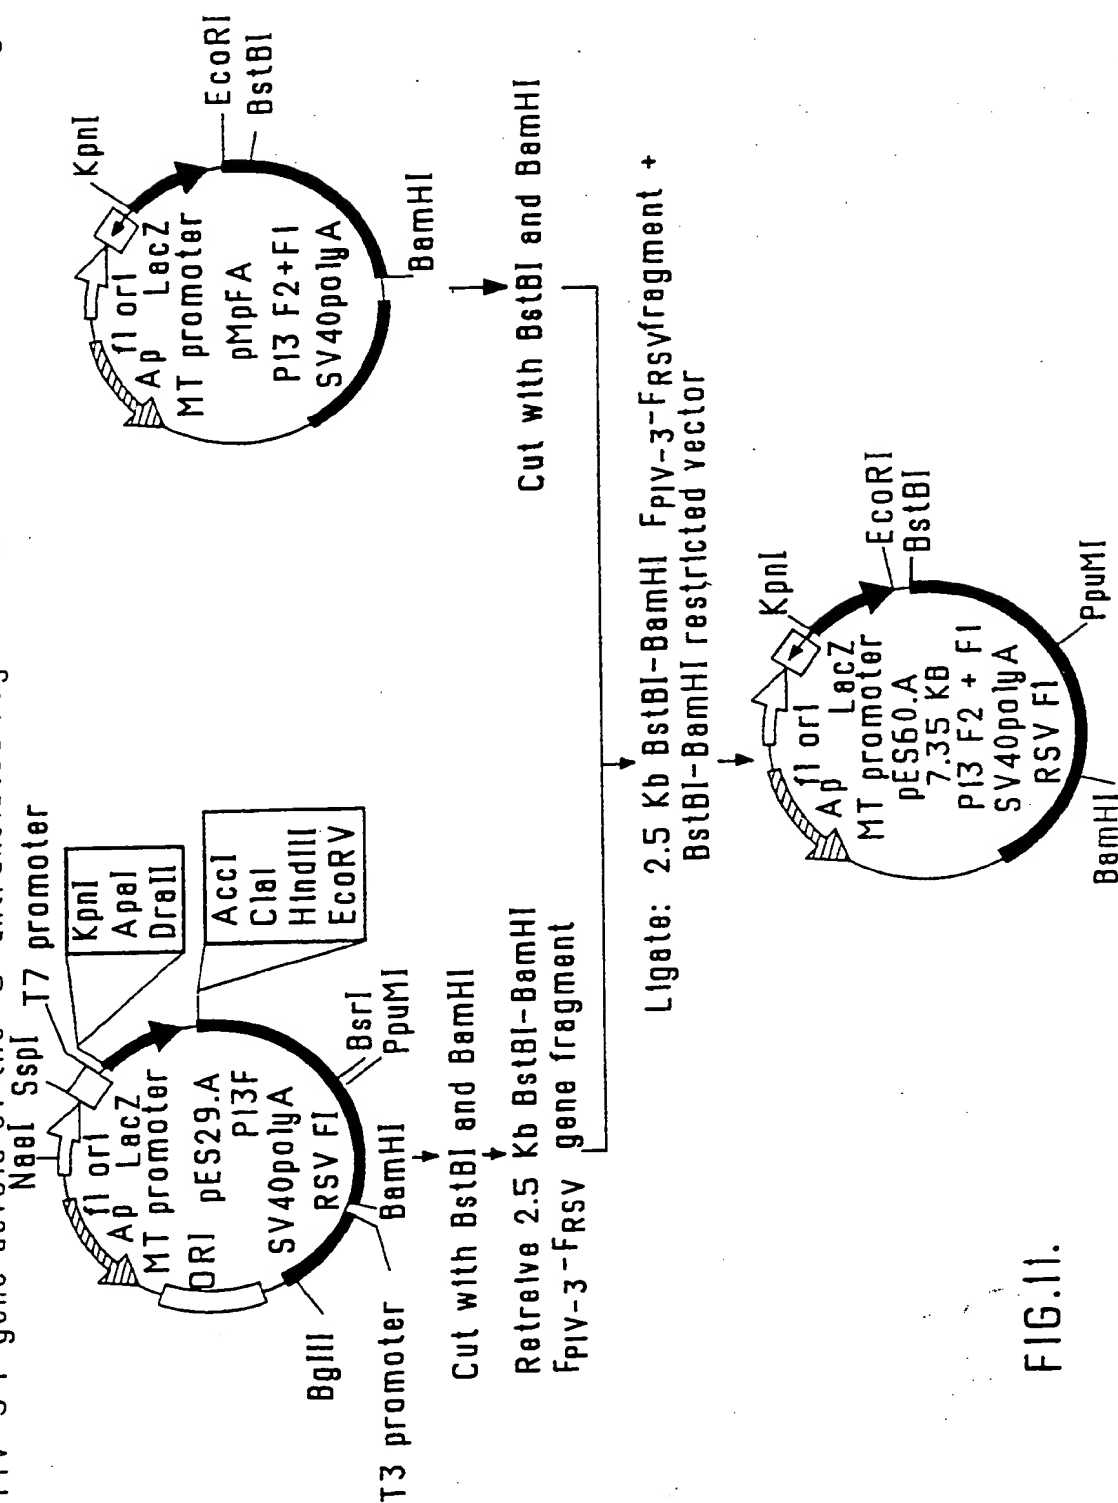 NaeI SspI T7 promoter
KpnI
ApaI
DraII
AccI
ClaI
HindIII
EcoRV
f1 ori
Ap LacZ
MT promoter
ORI pES29.A
PI3F
SV40polyA
RSV F1
BsrI
PpuMI
BamHI
BglII
T3 promoter
Cut with BstBI and BamHI
Retreive 2.5 Kb BstBI-BamHI
FPIV-3-FRSV gene fragment
KpnI
EcoRI
BstBI
f1 ori
Ap LacZ
MT promoter
pMpFA
PI3 F2+F1
SV40polyA
BamHI
Cut with BstBI and BamHI
Ligate: 2.5 Kb BstBI-BamHI FPIV-3-FRSVfragment +
BstBI-BamHI restricted vector
KpnI
EcoRI
BstBI
f1 ori
Ap LacZ
MT promoter
pES60.A
7.35 KB
PI3 F2 + F1
SV40polyA
RSV F1
PpuMI
BamHI
FIG.11.